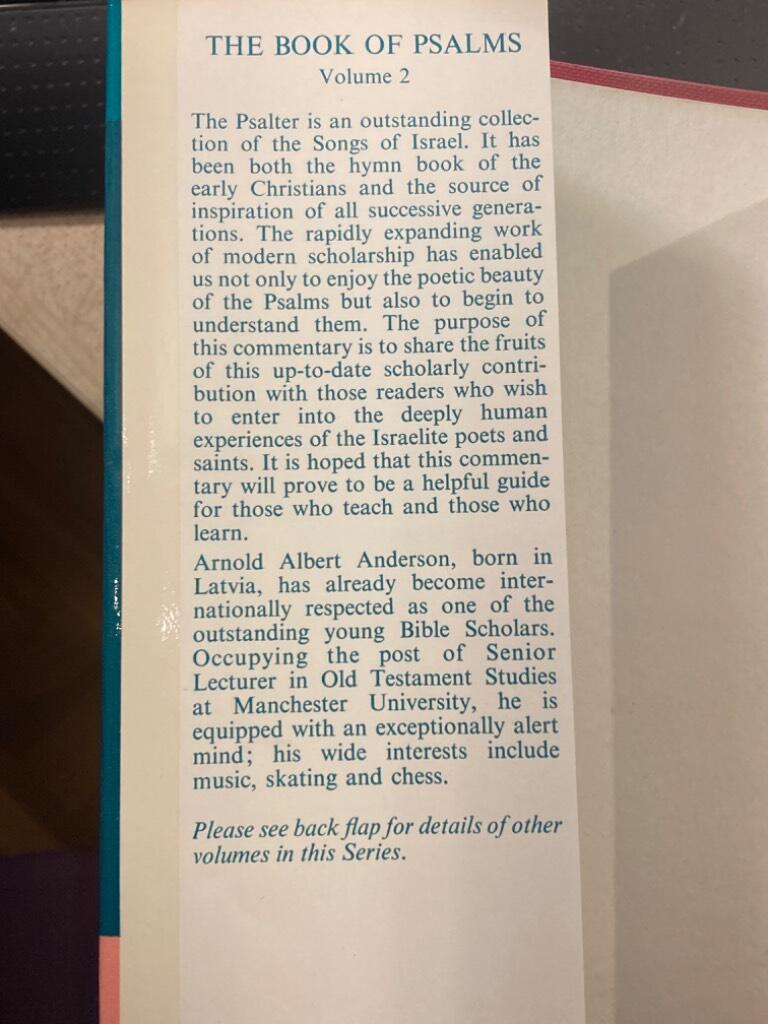 THE BOOK OF PSALMS
Volume 2
The Psalter is an outstanding collec-
tion of the Songs of Israel. It has
been both the hymn book of the
early Christians and the source of
inspiration of all successive genera-
tions. The rapidly expanding work
of modern scholarship has enabled
us not only to enjoy the poetic beauty
of the Psalms but also to begin to
understand them. The purpose of
this commentary is to share the fruits
of this up-to-date scholarly contri-
bution with those readers who wish
to enter into the deeply human
experiences of the Israelite poets and
saints. It is hoped that this commen-
tary will prove to be a helpful guide
for those who teach and those who
learn.
Arnold Albert Anderson, born in
Latvia, has already become inter-
nationally respected as one of the
outstanding young Bible Scholars.
Occupying the post of Senior
Lecturer in Old Testament Studies
at Manchester University, he is
equipped with an exceptionally alert
mind; his wide interests include
music, skating and chess.
Please see back flap for details of other
volumes in this Series.